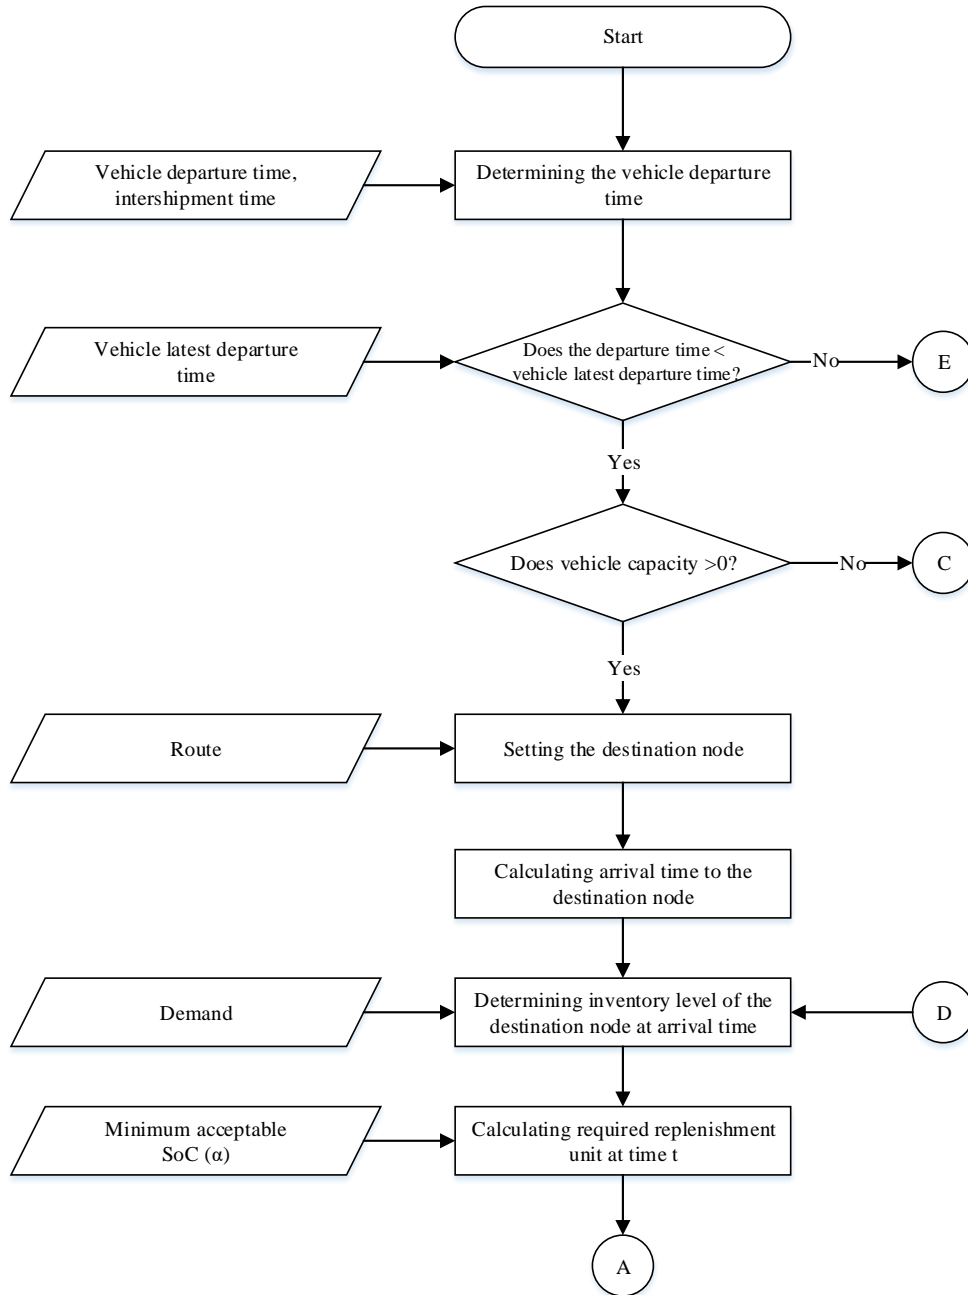 Start
Vehicle departure time,
intershipment time
Determining the vehicle departure
time
Vehicle latest departure
time
Does the departure time <
vehicle latest departure time?
No
E
Yes
Does vehicle capacity >0?
No
C
Yes
Route
Setting the destination node
Calculating arrival time to the
destination node
Demand
Determining inventory level of the
destination node at arrival time
D
Minimum acceptable
SoC (α)
Calculating required replenishment
unit at time t
A